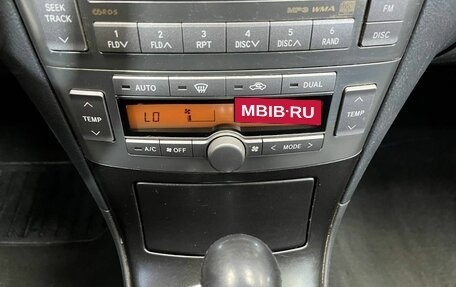 SEEK
TRACK
MP3 WMA
FM
DISC
1 2 3 4 5 6
FLD∨ FLD∧ RPT DISC∨ DISC∧ RAND
AUTO DUAL
TEMP
LO
MBIB·RU
TEMP
A/C OFF < MODE >